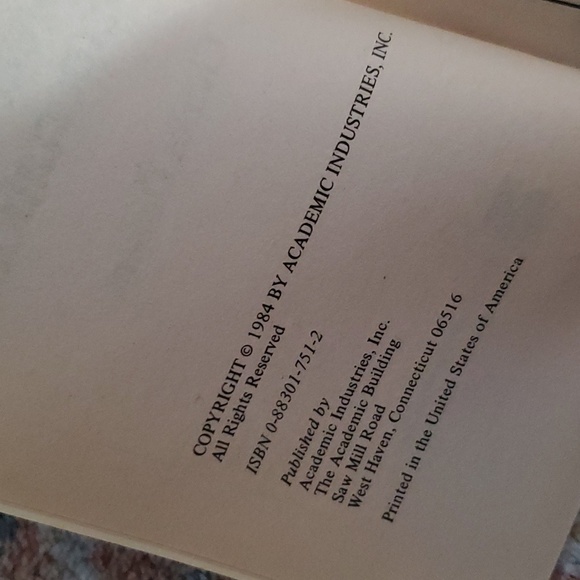 COPYRIGHT © 1984 BY ACADEMIC INDUSTRIES, INC.
All Rights Reserved
ISBN 0-88301-751-2
Published by
Academic Industries, Inc.
The Academic Building
Saw Mill Road
West Haven, Connecticut 06516
Printed in the United States of America